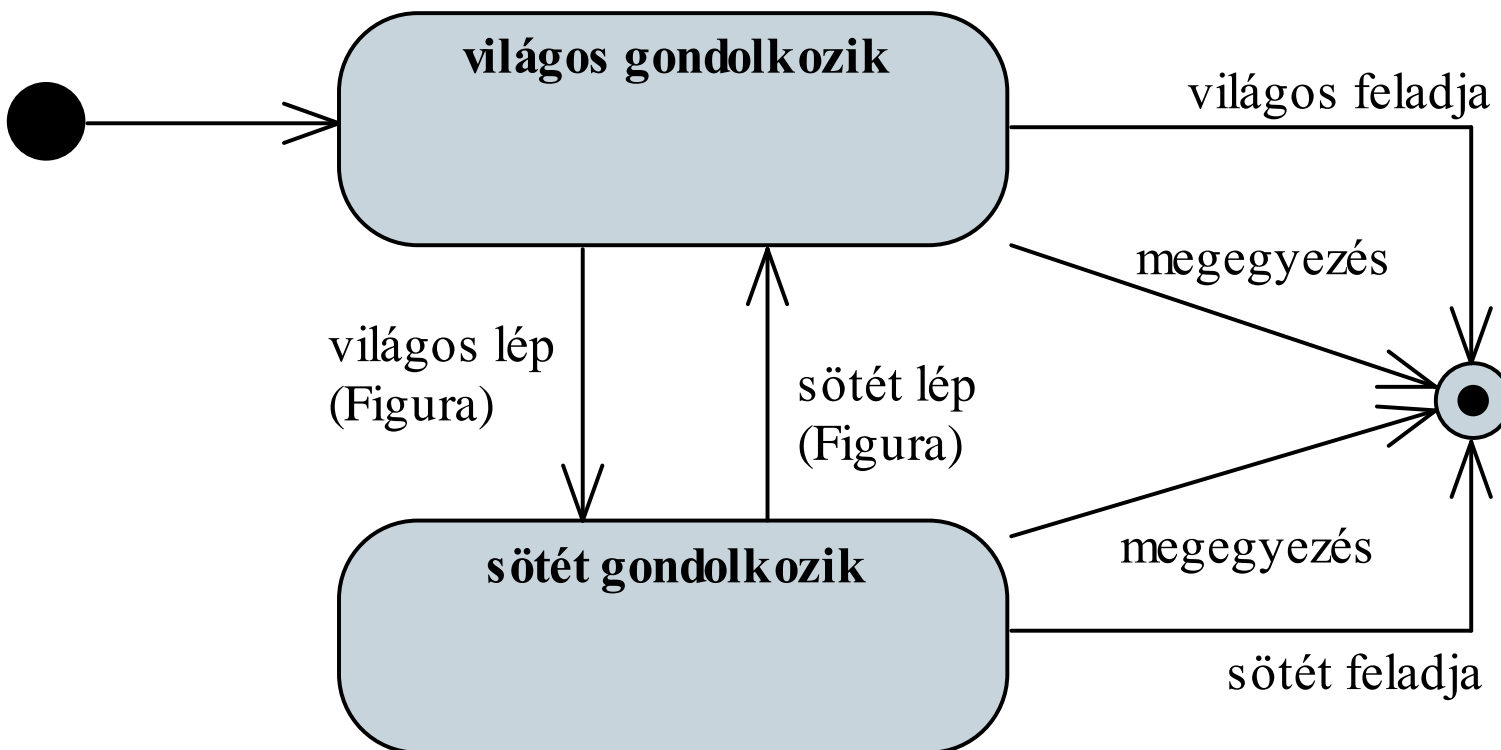 világos gondolkozik
világos feladja
megegyezés
világos lép
(Figura)
sötét lép
(Figura)
megegyezés
sötét gondolkozik
sötét feladja